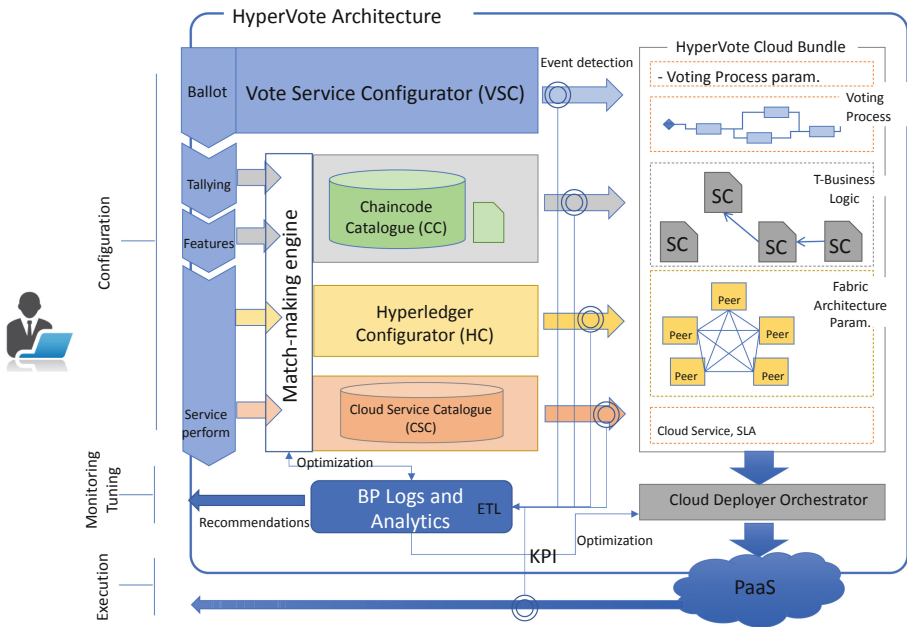 HyperVote Architecture
HyperVote Cloud Bundle
Event detection
Ballot
Vote Service Configurator (VSC)
- Voting Process param.
Voting
Process
Tallying
Features
Service
perform
Match-making engine
Chaincode
Catalogue (CC)
T-Business
Logic
SC
SC
SC
SC
Hyperledger
Configurator (HC)
Fabric
Architecture
Param.
Peer
Peer
Peer
Peer
Peer
Cloud Service Catalogue
(CSC)
Cloud Service, SLA
Configuration
Monitoring
Tuning
Execution
Optimization
BP Logs and
Analytics
ETL
Recommendations
Cloud Deployer Orchestrator
Optimization
KPI
PaaS